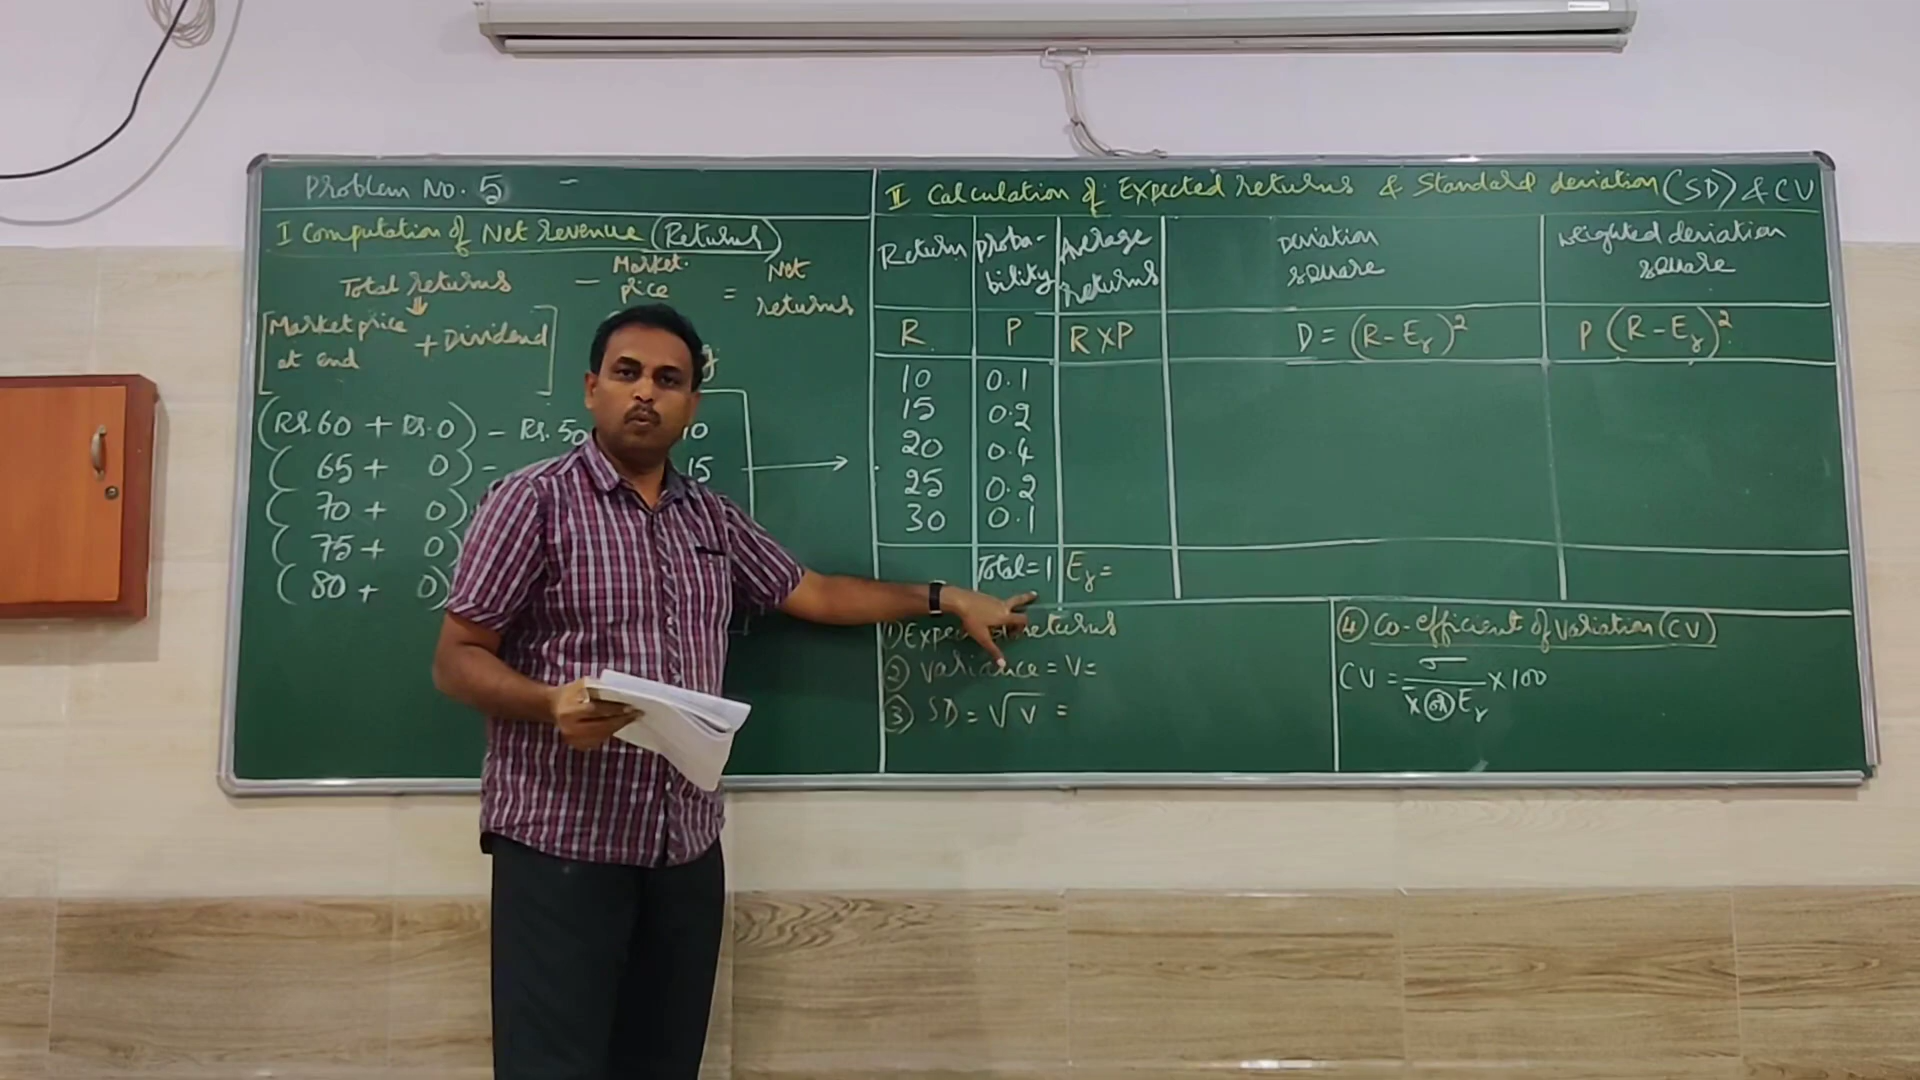 Problem No. 5 -
I Computation of Net revenue (Returns)
Total returns - Market price = Net returns
[Market price at end + Dividend]
(Rs. 60 + Rs. 0) - Rs. 50 10
( 65 + 0) - 15
( 70 + 0)
( 75 + 0)
( 80 + 0)
II Calculation of Expected returns & Standard deviation (SD) & CV
Return Proba-bility Average returns Deviation square Weighted deviation square
R P R×P D = (R-Eᵣ)² P (R-Eᵣ)²
10 0.1
15 0.2
20 0.4
25 0.2
30 0.1
Total=1 Eᵣ=
① returns
② Variance = V=
③ SD = √V =
④ Co-efficient of Variation (CV)
CV = σ / x̄ (or) Eᵣ × 100